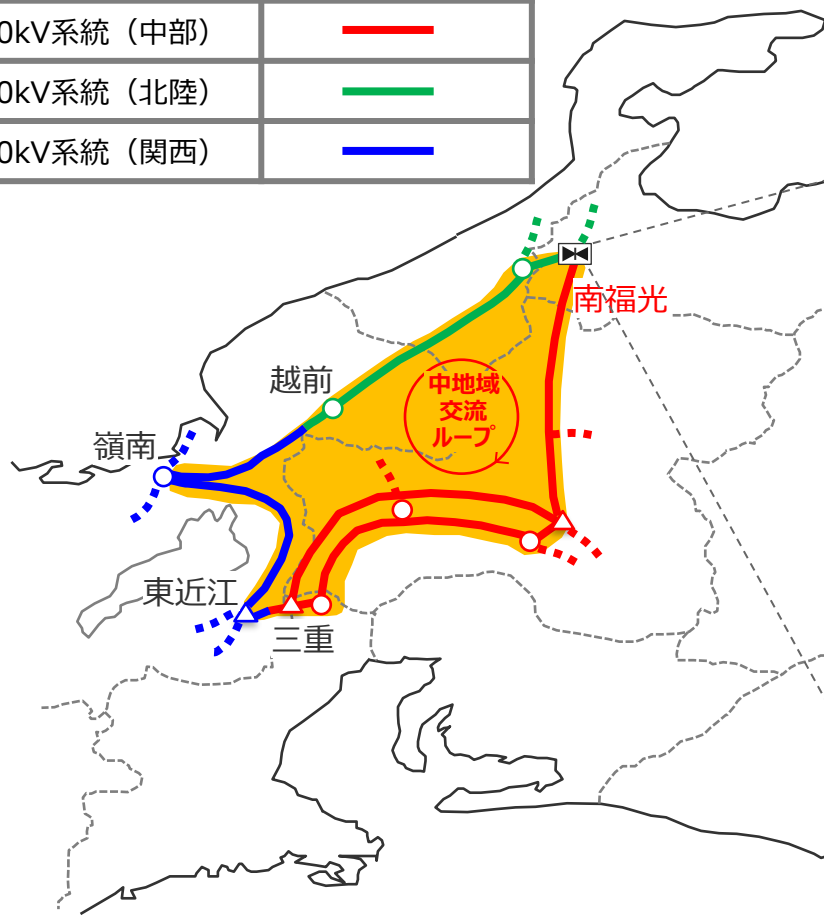 0kV系統（中部）
0kV系統（北陸）
0kV系統（関西）
南福光
越前
中地域
交流
ループ
嶺南
東近江
三重